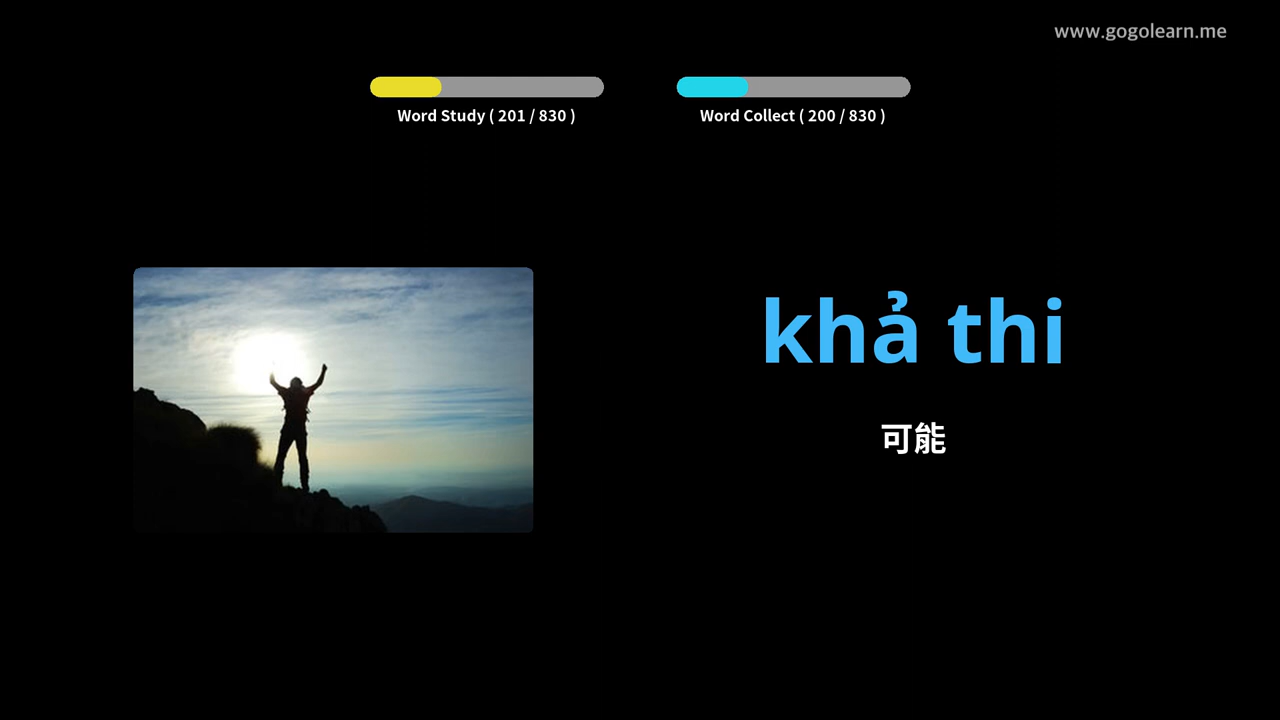 www.gogolearn.me
Word Study ( 201 / 830 )
Word Collect ( 200 / 830 )
khả thi
可能